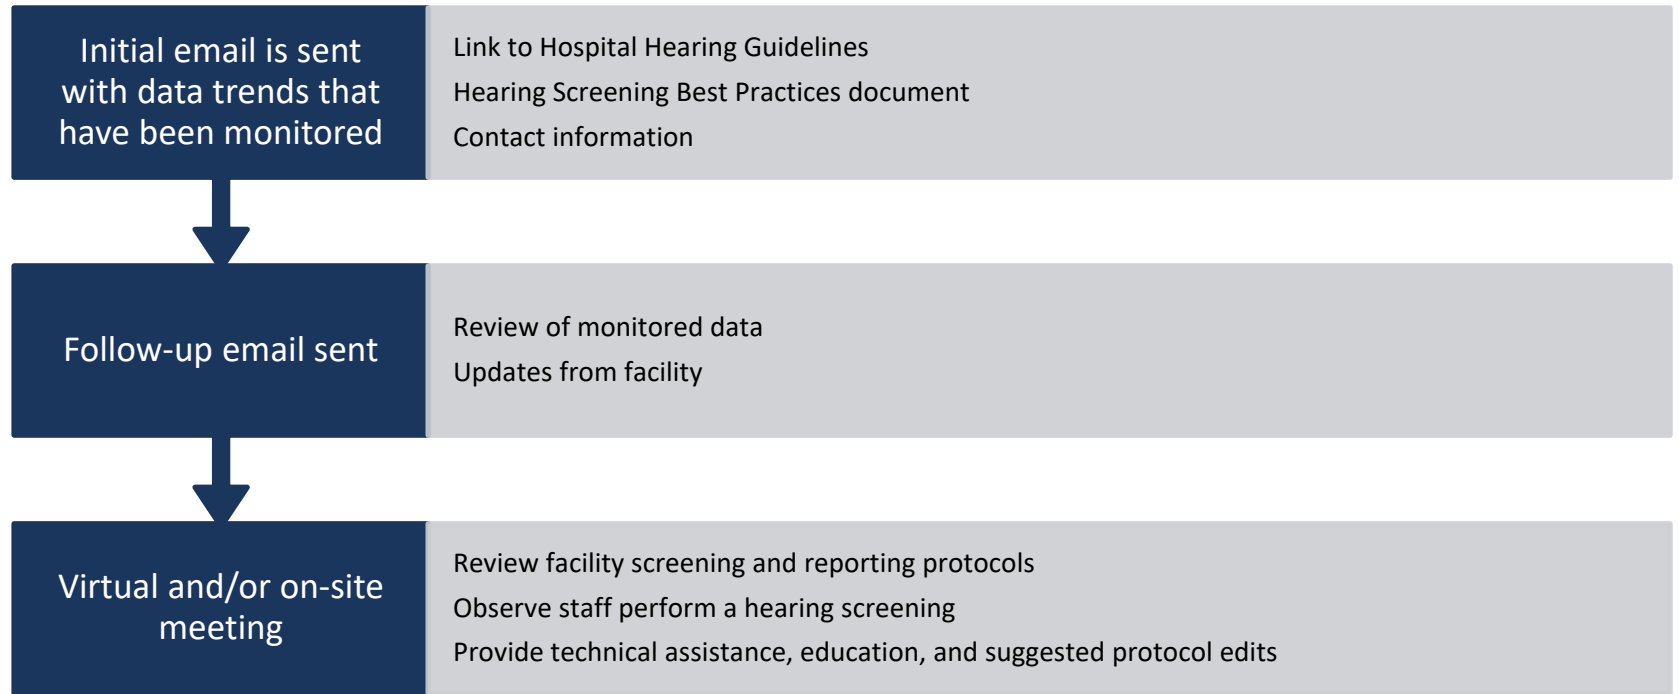 Initial email is sent
with data trends that
have been monitored
Link to Hospital Hearing Guidelines
Hearing Screening Best Practices document
Contact information
Follow-up email sent
Review of monitored data
Updates from facility
Virtual and/or on-site
meeting
Review facility screening and reporting protocols
Observe staff perform a hearing screening
Provide technical assistance, education, and suggested protocol edits